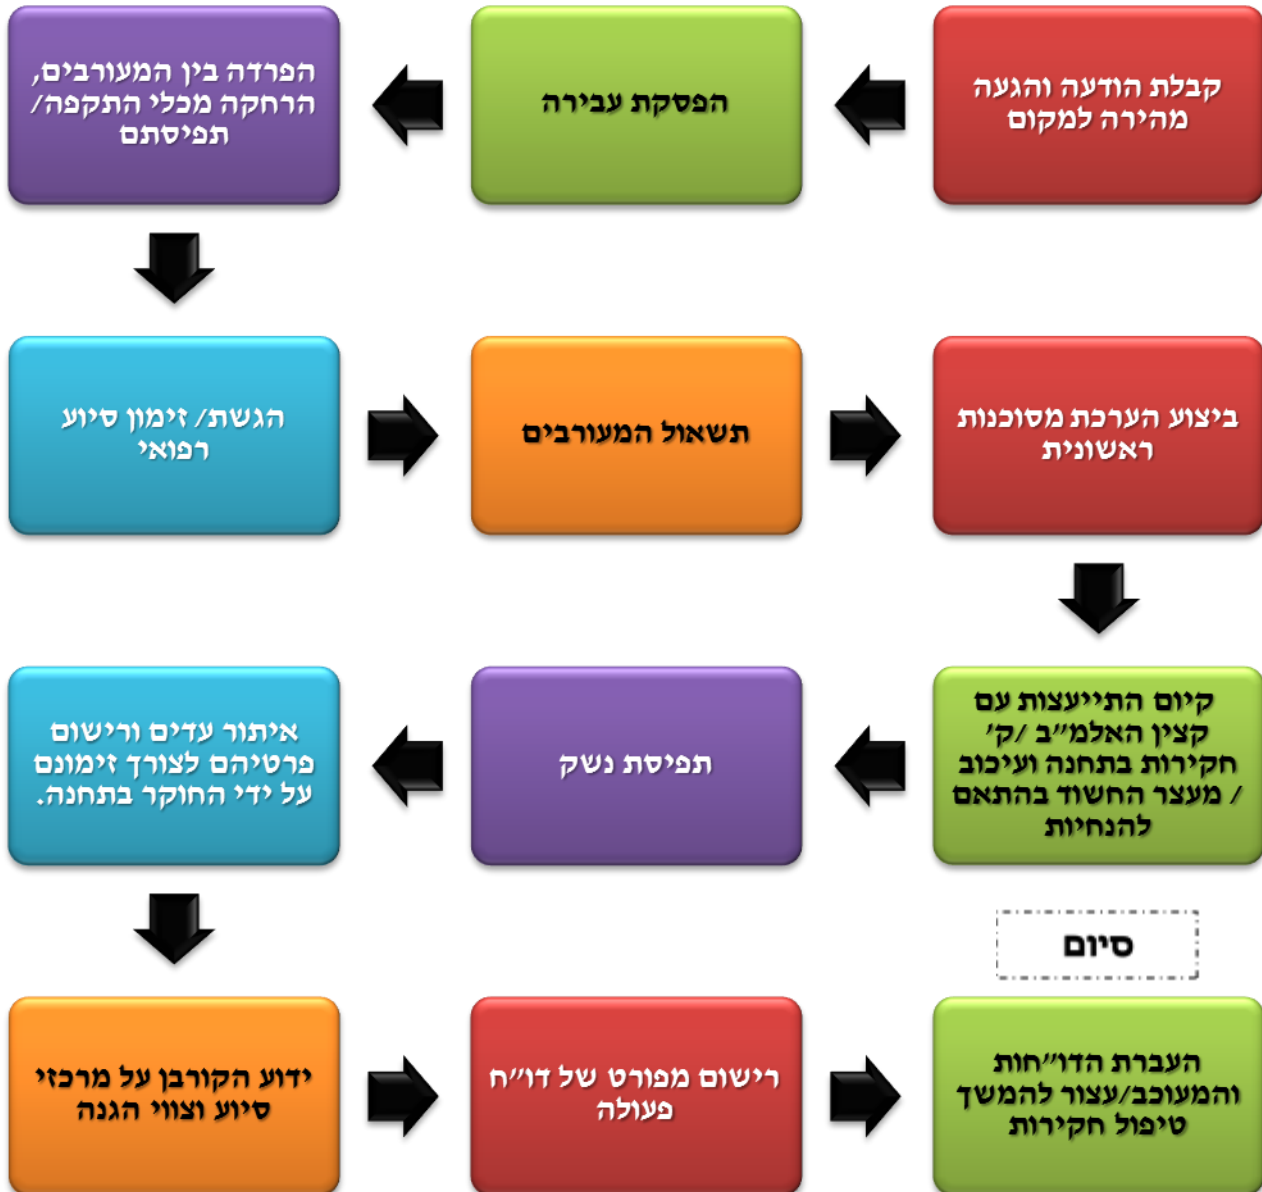 קבלת הודעה והגעה
מהירה למקום
הפסקת עבירה
הפרדה בין המעורבים,
הרחקה מכלי התקפה/
תפיסתם
הגשת/ זימון סיוע
רפואי
תשאול המעורבים
ביצוע הערכת מסוכנות
ראשונית
קיום התייעצות עם
קצין האלמ"ב /ק'
חקירות בתחנה ועיכוב
/ מעצר החשוד בהתאם
להנחיות
תפיסת נשק
איתור עדים ורישום
פרטיהם לצורך זימונם
על ידי החוקר בתחנה.
ידוע הקורבן על מרכזי
סיוע וצווי הגנה
רישום מפורט של דו"ח
פעולה
סיום
העברת הדו"חות
והמעוכב/עצור להמשך
טיפול חקירות